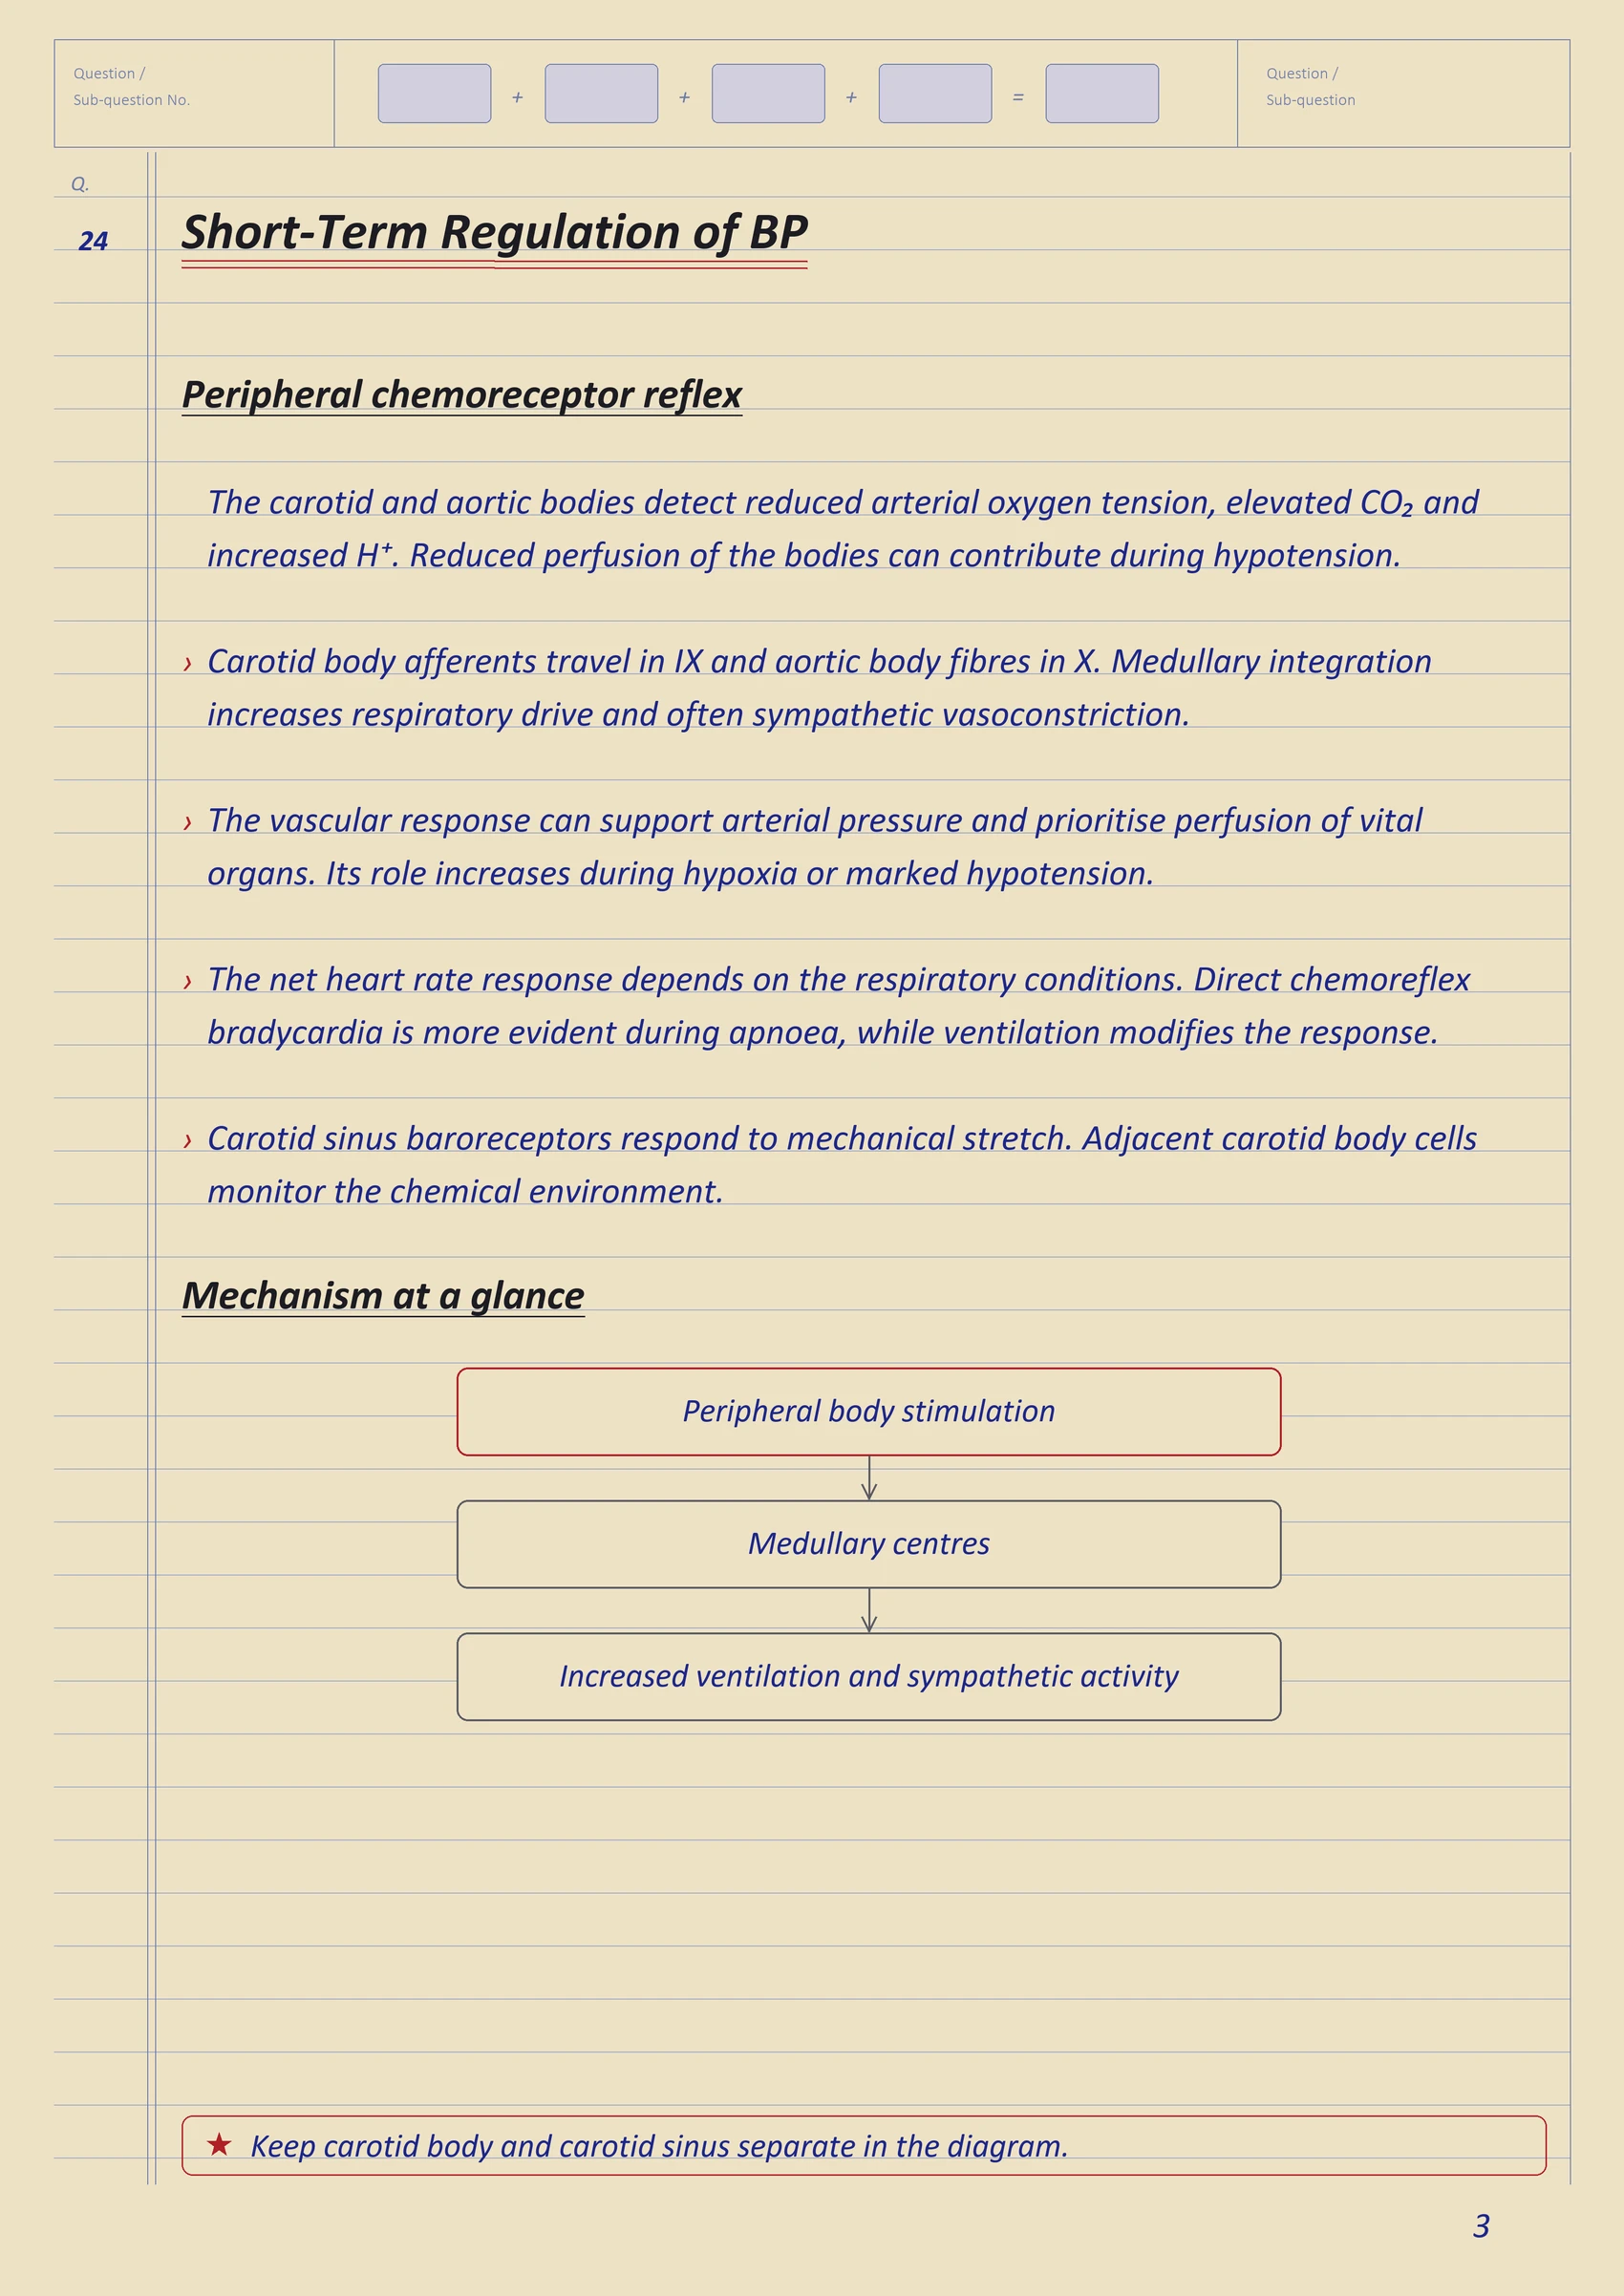 Question /
Sub-question No.
+ + + =
Question /
Sub-question
Q.
24
Short-Term Regulation of BP
Peripheral chemoreceptor reflex
The carotid and aortic bodies detect reduced arterial oxygen tension, elevated CO₂ and
increased H⁺. Reduced perfusion of the bodies can contribute during hypotension.
› Carotid body afferents travel in IX and aortic body fibres in X. Medullary integration
increases respiratory drive and often sympathetic vasoconstriction.
› The vascular response can support arterial pressure and prioritise perfusion of vital
organs. Its role increases during hypoxia or marked hypotension.
› The net heart rate response depends on the respiratory conditions. Direct chemoreflex
bradycardia is more evident during apnoea, while ventilation modifies the response.
› Carotid sinus baroreceptors respond to mechanical stretch. Adjacent carotid body cells
monitor the chemical environment.
Mechanism at a glance
Peripheral body stimulation
Medullary centres
Increased ventilation and sympathetic activity
★ Keep carotid body and carotid sinus separate in the diagram.
3